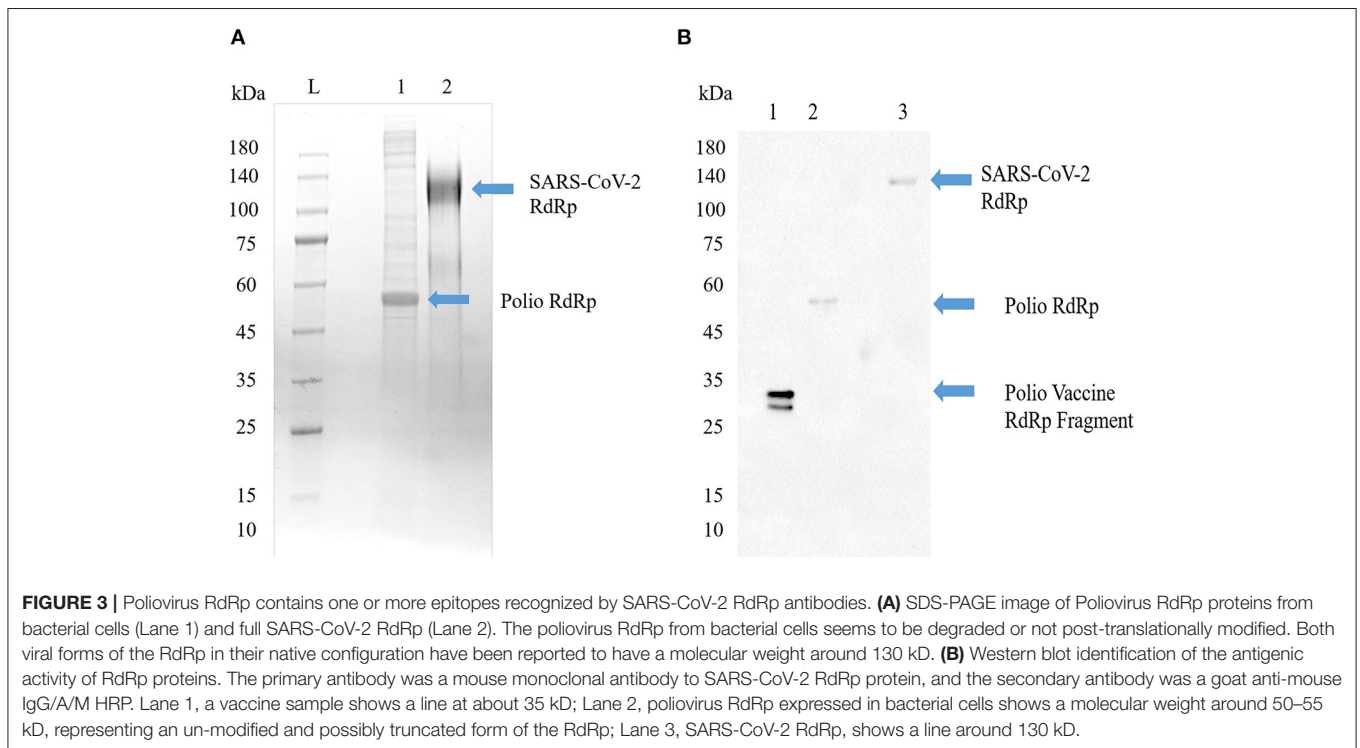 A
kDa
L
1
2
180
140
100
75
60
45
35
25
15
10
SARS-CoV-2
RdRp
Polio RdRp
B
kDa
1
2
3
180
140
100
75
60
45
35
25
15
10
SARS-CoV-2
RdRp
Polio RdRp
Polio Vaccine
RdRp Fragment
FIGURE 3 | Poliovirus RdRp contains one or more epitopes recognized by SARS-CoV-2 RdRp antibodies. (A) SDS-PAGE image of Poliovirus RdRp proteins from
bacterial cells (Lane 1) and full SARS-CoV-2 RdRp (Lane 2). The poliovirus RdRp from bacterial cells seems to be degraded or not post-translationally modified. Both
viral forms of the RdRp in their native configuration have been reported to have a molecular weight around 130 kD. (B) Western blot identification of the antigenic
activity of RdRp proteins. The primary antibody was a mouse monoclonal antibody to SARS-CoV-2 RdRp protein, and the secondary antibody was a goat anti-mouse
IgG/A/M HRP. Lane 1, a vaccine sample shows a line at about 35 kD; Lane 2, poliovirus RdRp expressed in bacterial cells shows a molecular weight around 50–55
kD, representing an un-modified and possibly truncated form of the RdRp; Lane 3, SARS-CoV-2 RdRp, shows a line around 130 kD.